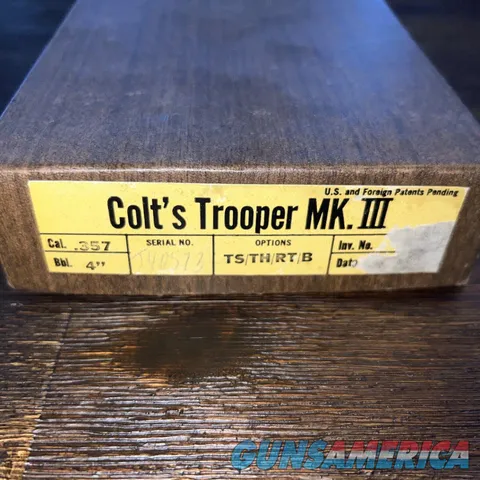 U.S. and Foreign Patents Pending
Colt's Trooper MK. III
Cal. .357 SERIAL NO. OPTIONS Inv. No.
Bbl. 4" TS/TH/RT/B Date
GUNSAMERICA